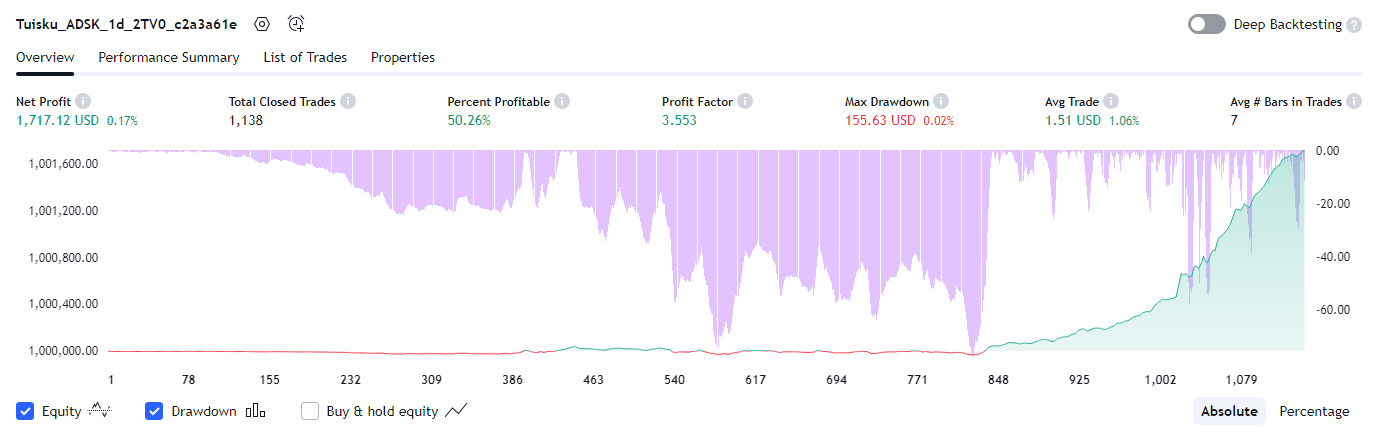 Tuisku_ADSK_1d_2TV0_c2a3a61e Deep Backtesting ?
Overview Performance Summary List of Trades Properties
Net Profit i Total Closed Trades i Percent Profitable i Profit Factor i Max Drawdown i Avg Trade i Avg # Bars in Trades i
1,717.12 USD 0.17% 1,138 50.26% 3.553 155.63 USD 0.02% 1.51 USD 1.06% 7
1,001,600.00 0.00
1,001,200.00 -20.00
1,000,800.00 -40.00
1,000,400.00 -60.00
1,000,000.00
1 78 155 232 309 386 463 540 617 694 771 848 925 1,002 1,079
Equity Drawdown Buy & hold equity Absolute Percentage